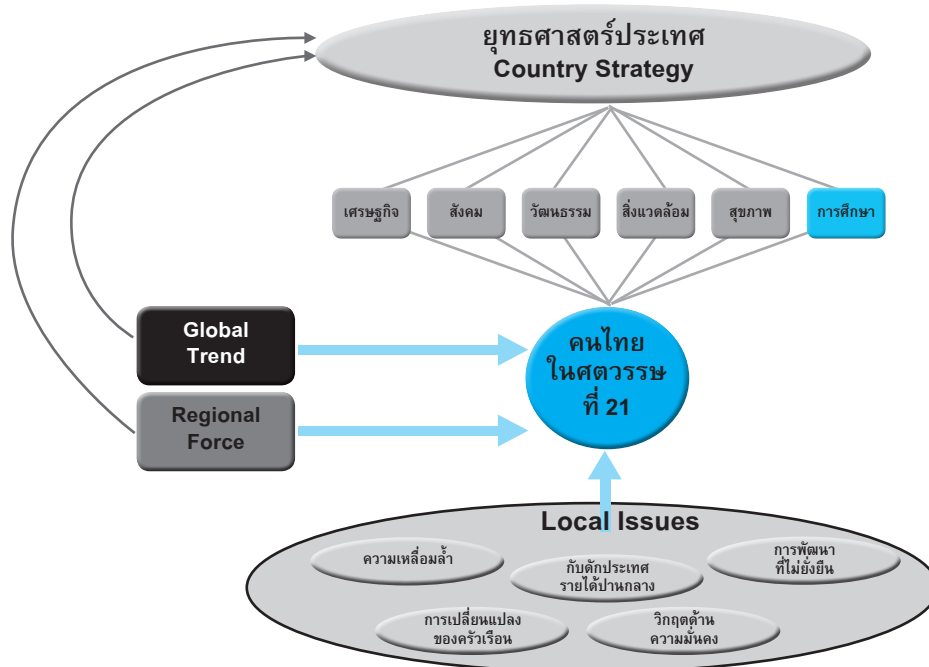 ยุทธศาสตร์ประเทศ
Country Strategy
เศรษฐกิจ
สังคม
วัฒนธรรม
สิ่งแวดล้อม
สุขภาพ
การศึกษา
Global
Trend
คนไทย
ในศตวรรษ
ที่ 21
Regional
Force
Local Issues
ความเหลื่อมล้ำ
กับดักประเทศ
รายได้ปานกลาง
การพัฒนา
ที่ไม่ยั่งยืน
การเปลี่ยนแปลง
ของครัวเรือน
วิกฤตด้าน
ความมั่นคง